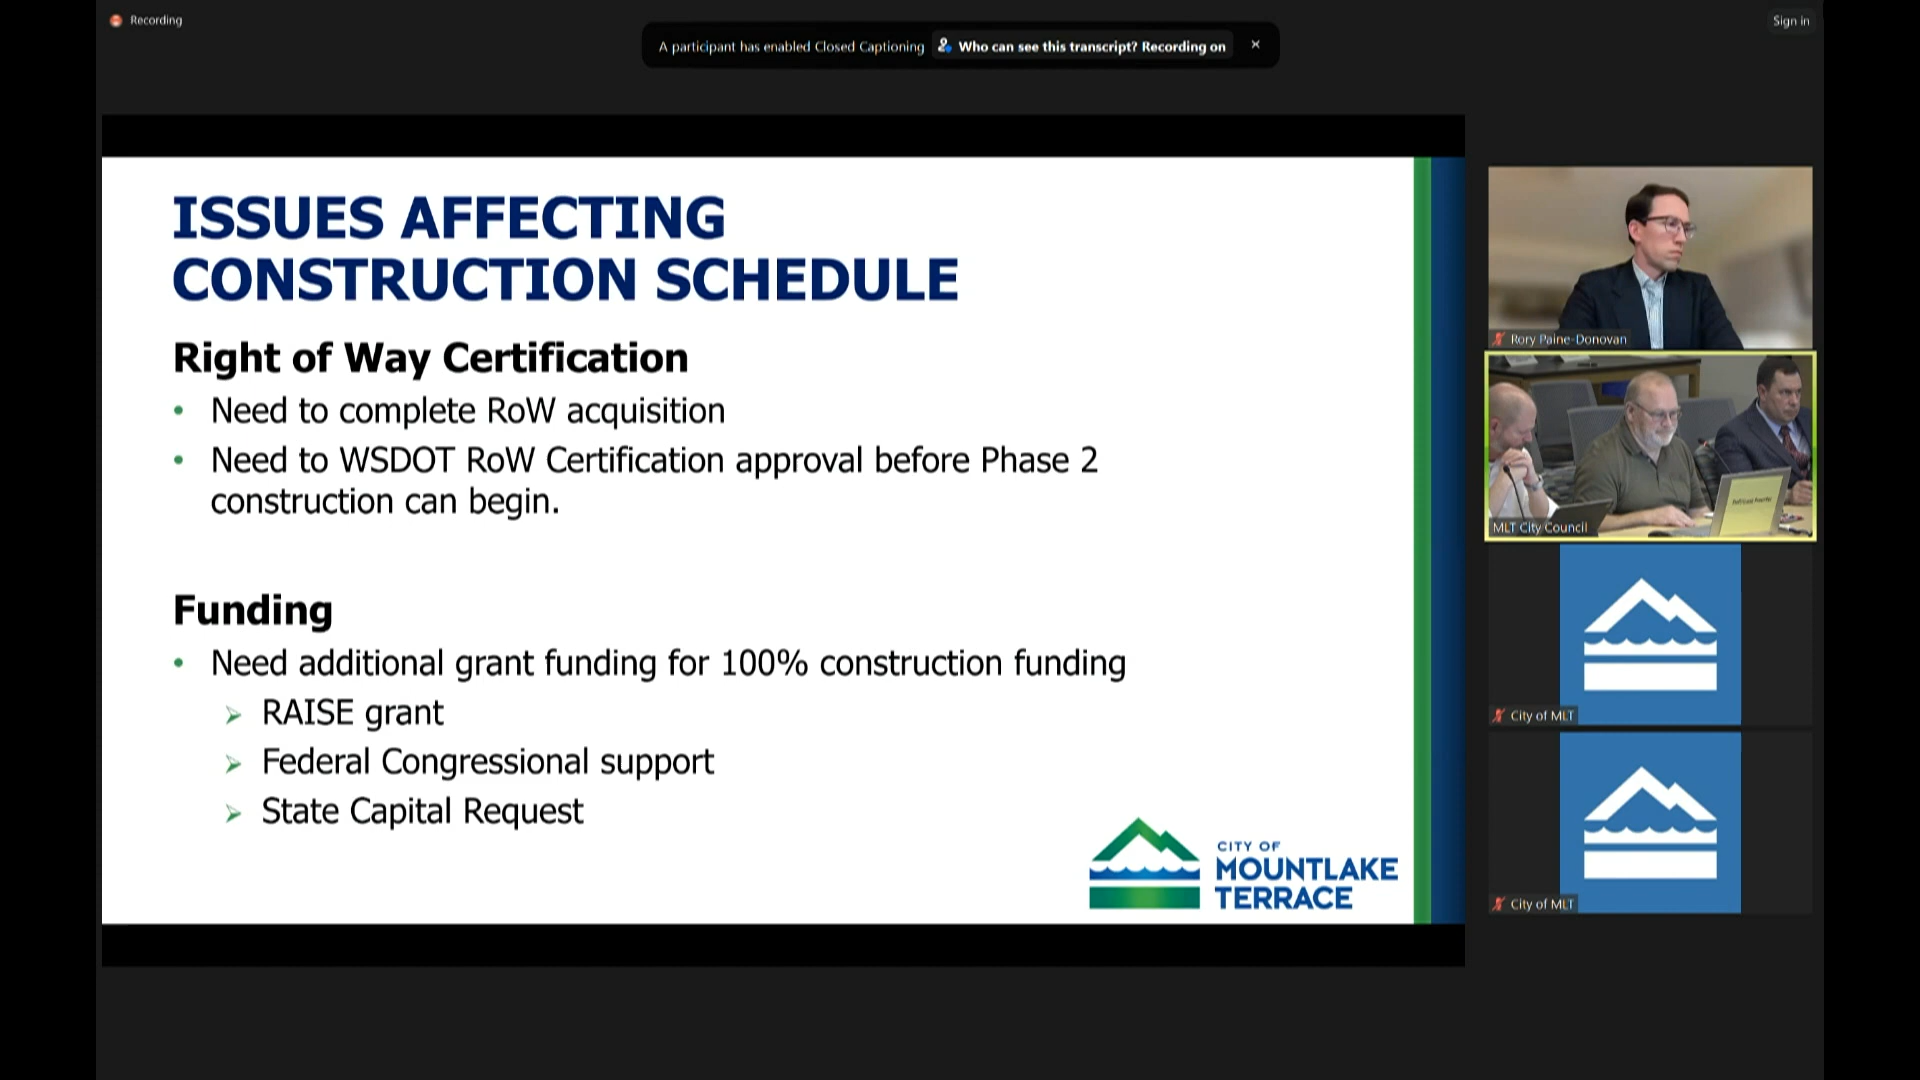 Recording
Sign in
A participant has enabled Closed Captioning Who can see this transcript? Recording on
ISSUES AFFECTING
CONSTRUCTION SCHEDULE
Right of Way Certification
• Need to complete RoW acquisition
• Need to WSDOT RoW Certification approval before Phase 2
construction can begin.
Funding
• Need additional grant funding for 100% construction funding
➢ RAISE grant
➢ Federal Congressional support
➢ State Capital Request
CITY OF
MOUNTLAKE
TERRACE
Rory Paine-Donovan
MLT City Council
City of MLT
City of MLT